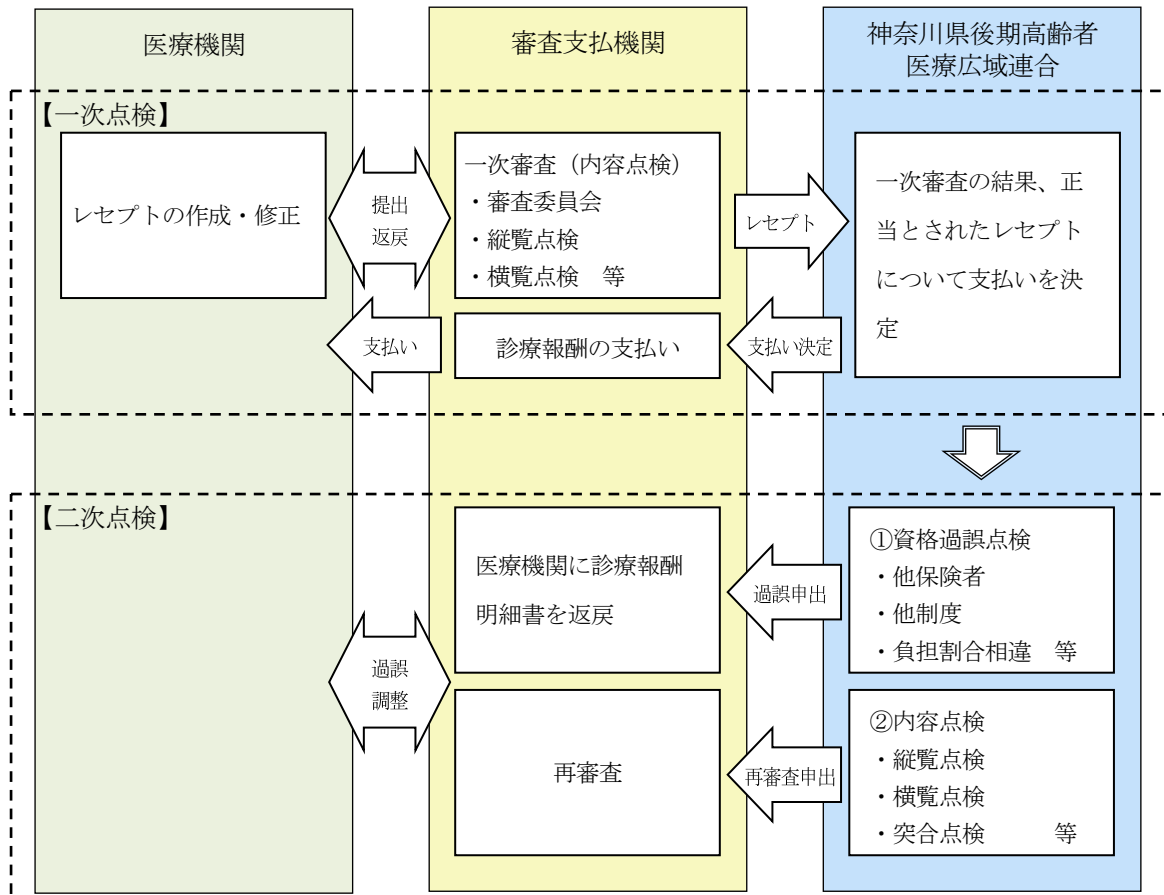 医療機関
審査支払機関
神奈川県後期高齢者
医療広域連合
【一次点検】
レセプトの作成・修正
提出
返戻
一次審査（内容点検）
・審査委員会
・縦覧点検
・横覧点検　等
レセプト
一次審査の結果、正
当とされたレセプト
について支払いを決
定
支払い
診療報酬の支払い
支払い決定
【二次点検】
医療機関に診療報酬
明細書を返戻
過誤申出
①資格過誤点検
・他保険者
・他制度
・負担割合相違　等
過誤
調整
再審査
再審査申出
②内容点検
・縦覧点検
・横覧点検
・突合点検　　　等